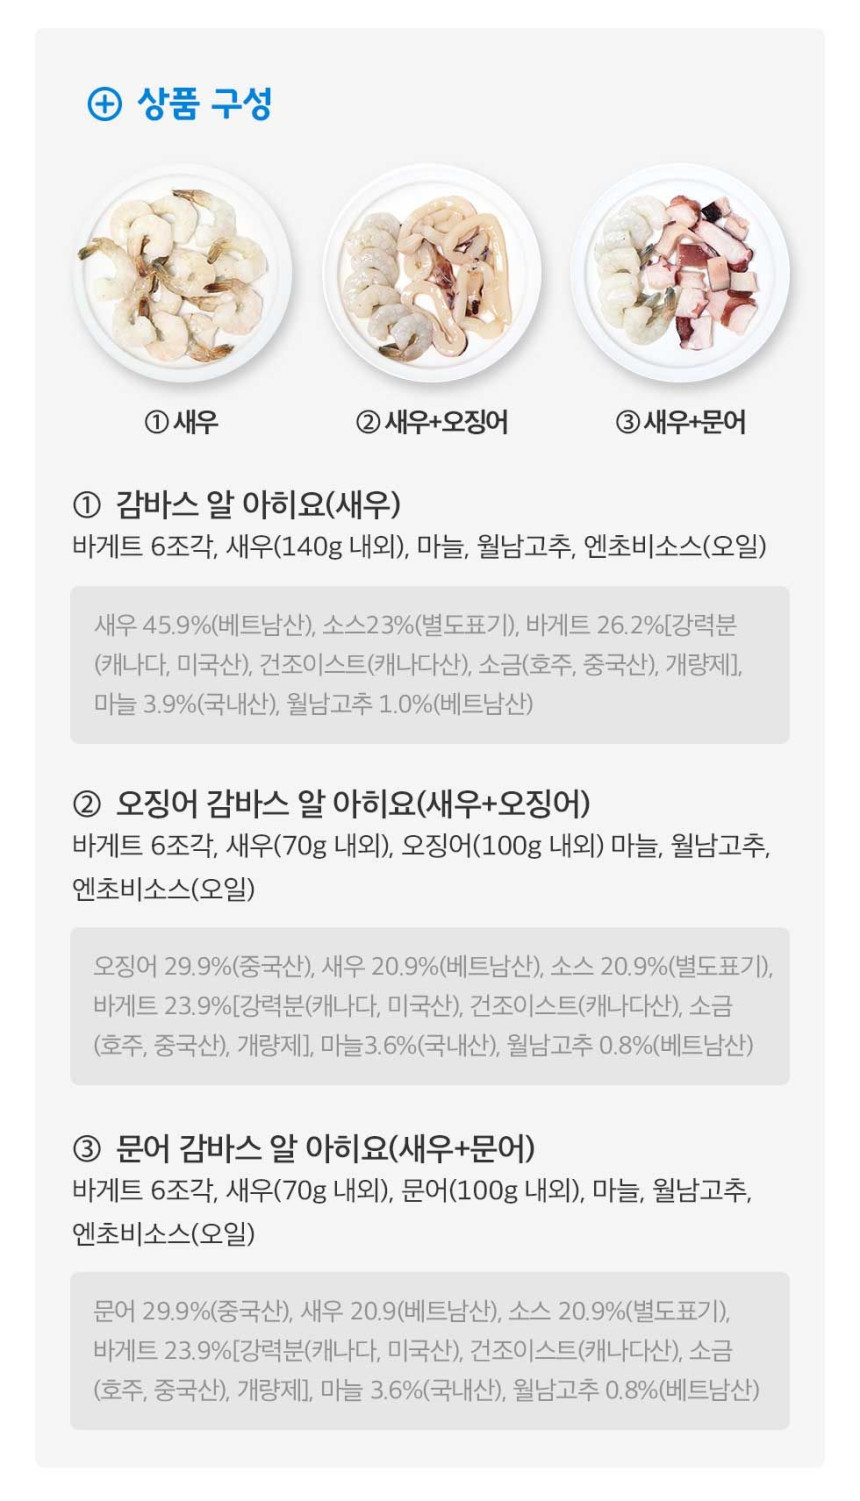 ⊕ 상품 구성
① 새우
② 새우+오징어
③ 새우+문어
① 감바스 알 아히요(새우)
바게트 6조각, 새우(140g 내외), 마늘, 월남고추, 엔초비소스(오일)
새우 45.9%(베트남산), 소스23%(별도표기), 바게트 26.2%[강력분
(캐나다, 미국산), 건조이스트(캐나다산), 소금(호주, 중국산), 개량제],
마늘 3.9%(국내산), 월남고추 1.0%(베트남산)
② 오징어 감바스 알 아히요(새우+오징어)
바게트 6조각, 새우(70g 내외), 오징어(100g 내외) 마늘, 월남고추,
엔초비소스(오일)
오징어 29.9%(중국산), 새우 20.9%(베트남산), 소스 20.9%(별도표기),
바게트 23.9%[강력분(캐나다, 미국산), 건조이스트(캐나다산), 소금
(호주, 중국산), 개량제], 마늘3.6%(국내산), 월남고추 0.8%(베트남산)
③ 문어 감바스 알 아히요(새우+문어)
바게트 6조각, 새우(70g 내외), 문어(100g 내외), 마늘, 월남고추,
엔초비소스(오일)
문어 29.9%(중국산), 새우 20.9(베트남산), 소스 20.9%(별도표기),
바게트 23.9%[강력분(캐나다, 미국산), 건조이스트(캐나다산), 소금
(호주, 중국산), 개량제], 마늘 3.6%(국내산), 월남고추 0.8%(베트남산)